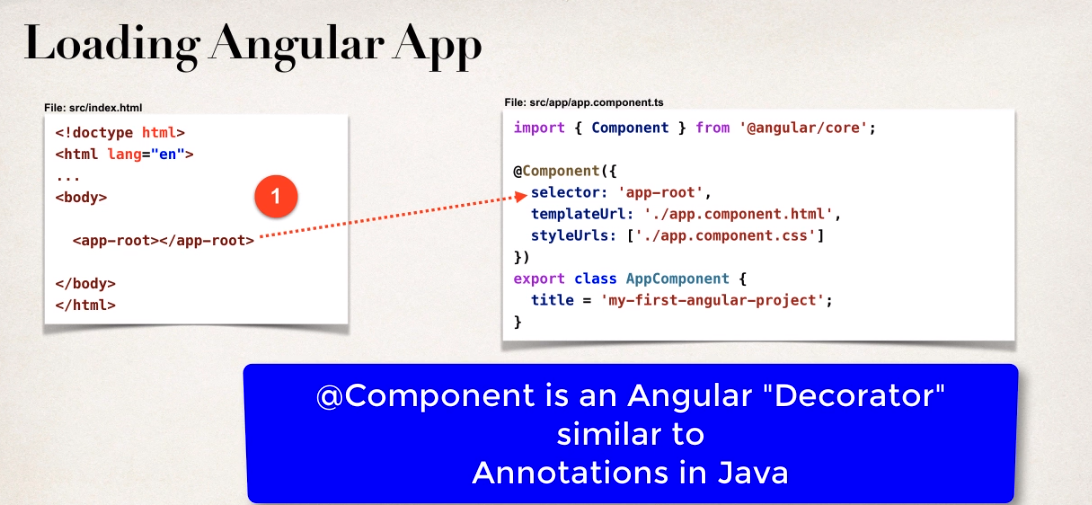 Loading Angular App
File: src/index.html
<!doctype html>
<html lang="en">
...
<body>
<app-root></app-root>
</body>
</html>
1
File: src/app/app.component.ts
import { Component } from '@angular/core';
@Component({
selector: 'app-root',
templateUrl: './app.component.html',
styleUrls: ['./app.component.css']
})
export class AppComponent {
title = 'my-first-angular-project';
}
@Component is an Angular "Decorator"
similar to
Annotations in Java